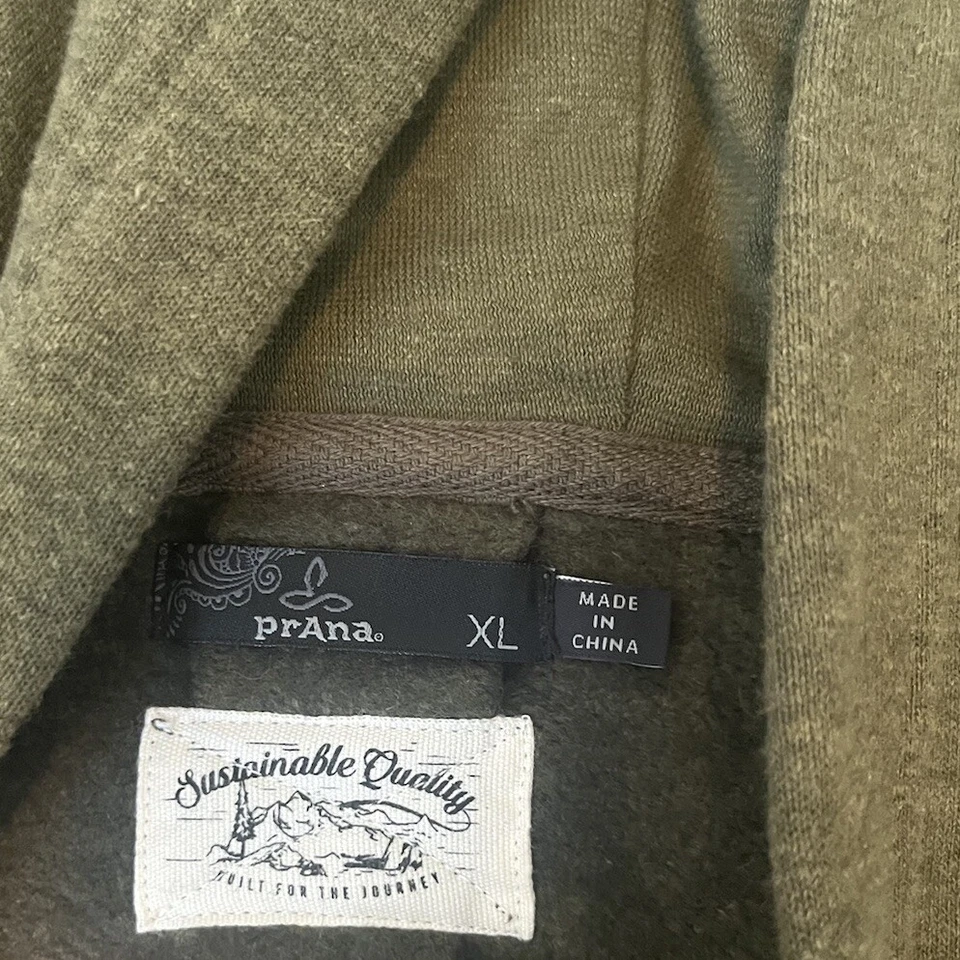 prAna®
XL
MADE
IN
CHINA
Sustainable Quality
BUILT FOR THE JOURNEY